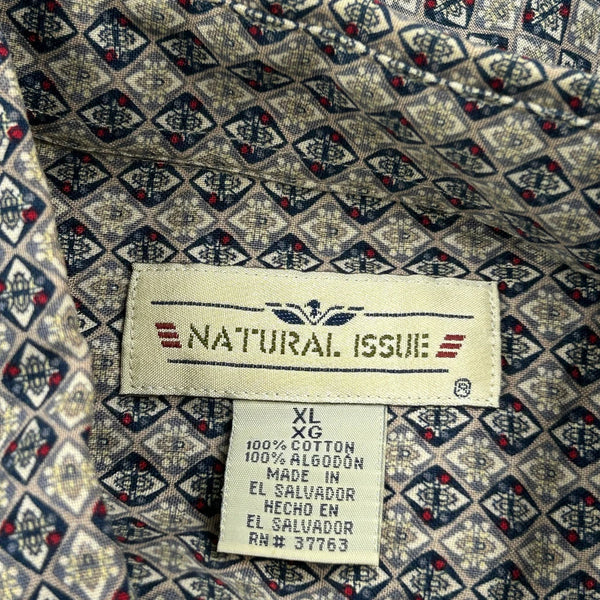 NATURAL ISSUE
®
XL
XG
100% COTTON
100% ALGODÓN
MADE IN
EL SALVADOR
HECHO EN
EL SALVADOR
RN# 37763